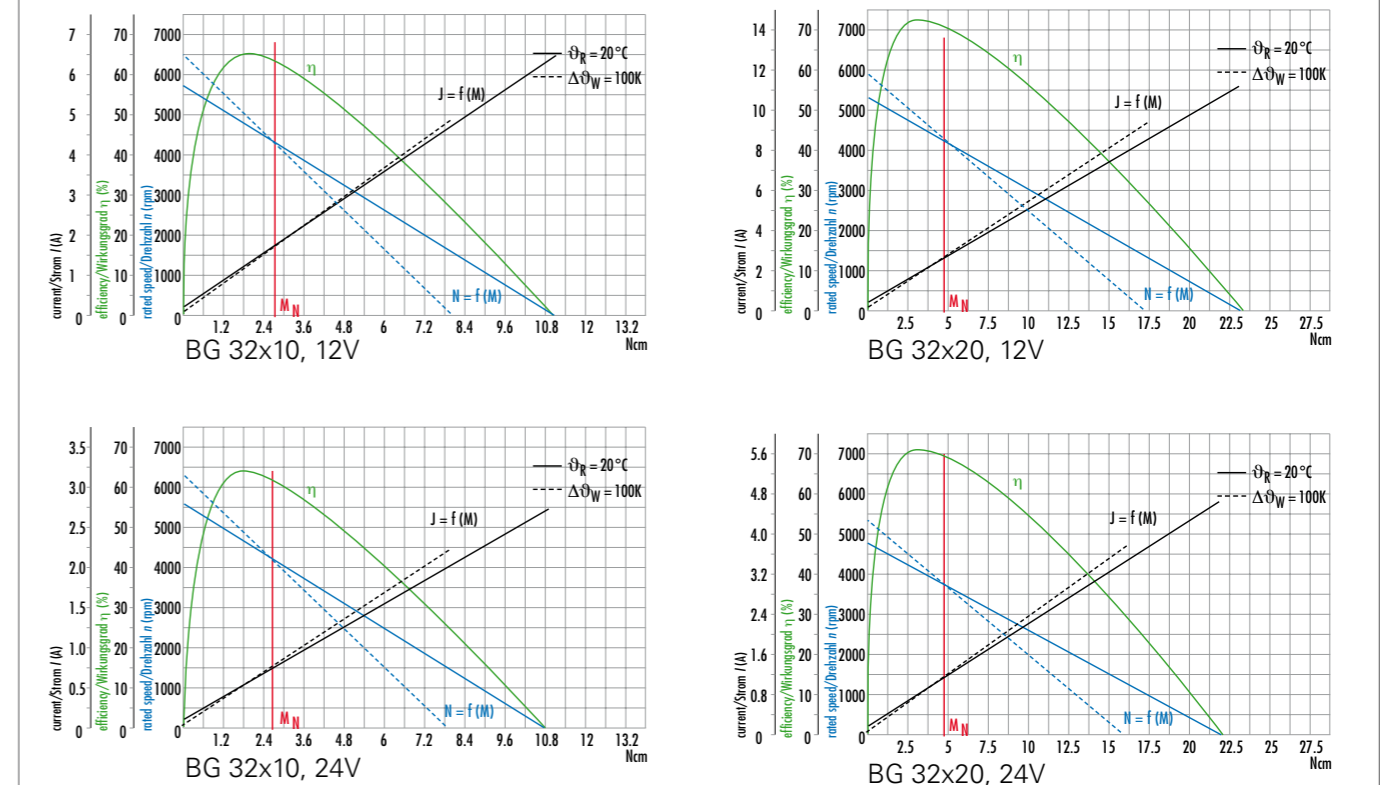 current/Strom I (A)
efficiency/Wirkungsgrad η (%)
rated speed/Drehzahl n (rpm)
7 6 5 4 3 2 1 0
70 60 50 40 30 20 10 0
7000 6000 5000 4000 3000 2000 1000 0
η
J = f (M)
ϑR = 20°C
ΔϑW = 100K
N = f (M)
MN
1.2 2.4 3.6 4.8 6 7.2 8.4 9.6 10.8 12 13.2
Ncm
BG 32x10, 12V
current/Strom I (A)
efficiency/Wirkungsgrad η (%)
rated speed/Drehzahl n (rpm)
14 12 10 8 6 4 2 0
70 60 50 40 30 20 10 0
7000 6000 5000 4000 3000 2000 1000 0
η
J = f (M)
ϑR = 20°C
ΔϑW = 100K
N = f (M)
MN
2.5 5 7.5 10 12.5 15 17.5 20 22.5 25 27.5
Ncm
BG 32x20, 12V
current/Strom I (A)
efficiency/Wirkungsgrad η (%)
rated speed/Drehzahl n (rpm)
3.5 3.0 2.5 2.0 1.5 1.0 0.5 0
70 60 50 40 30 20 10 0
7000 6000 5000 4000 3000 2000 1000 0
η
J = f (M)
ϑR = 20°C
ΔϑW = 100K
N = f (M)
MN
1.2 2.4 3.6 4.8 6 7.2 8.4 9.6 10.8 12 13.2
Ncm
BG 32x10, 24V
current/Strom I (A)
efficiency/Wirkungsgrad η (%)
rated speed/Drehzahl n (rpm)
5.6 4.8 4.0 3.2 2.4 1.6 0.8 0
70 60 50 40 30 20 10 0
7000 6000 5000 4000 3000 2000 1000 0
η
J = f (M)
ϑR = 20°C
ΔϑW = 100K
N = f (M)
MN
2.5 5 7.5 10 12.5 15 17.5 20 22.5 25 27.5
Ncm
BG 32x20, 24V